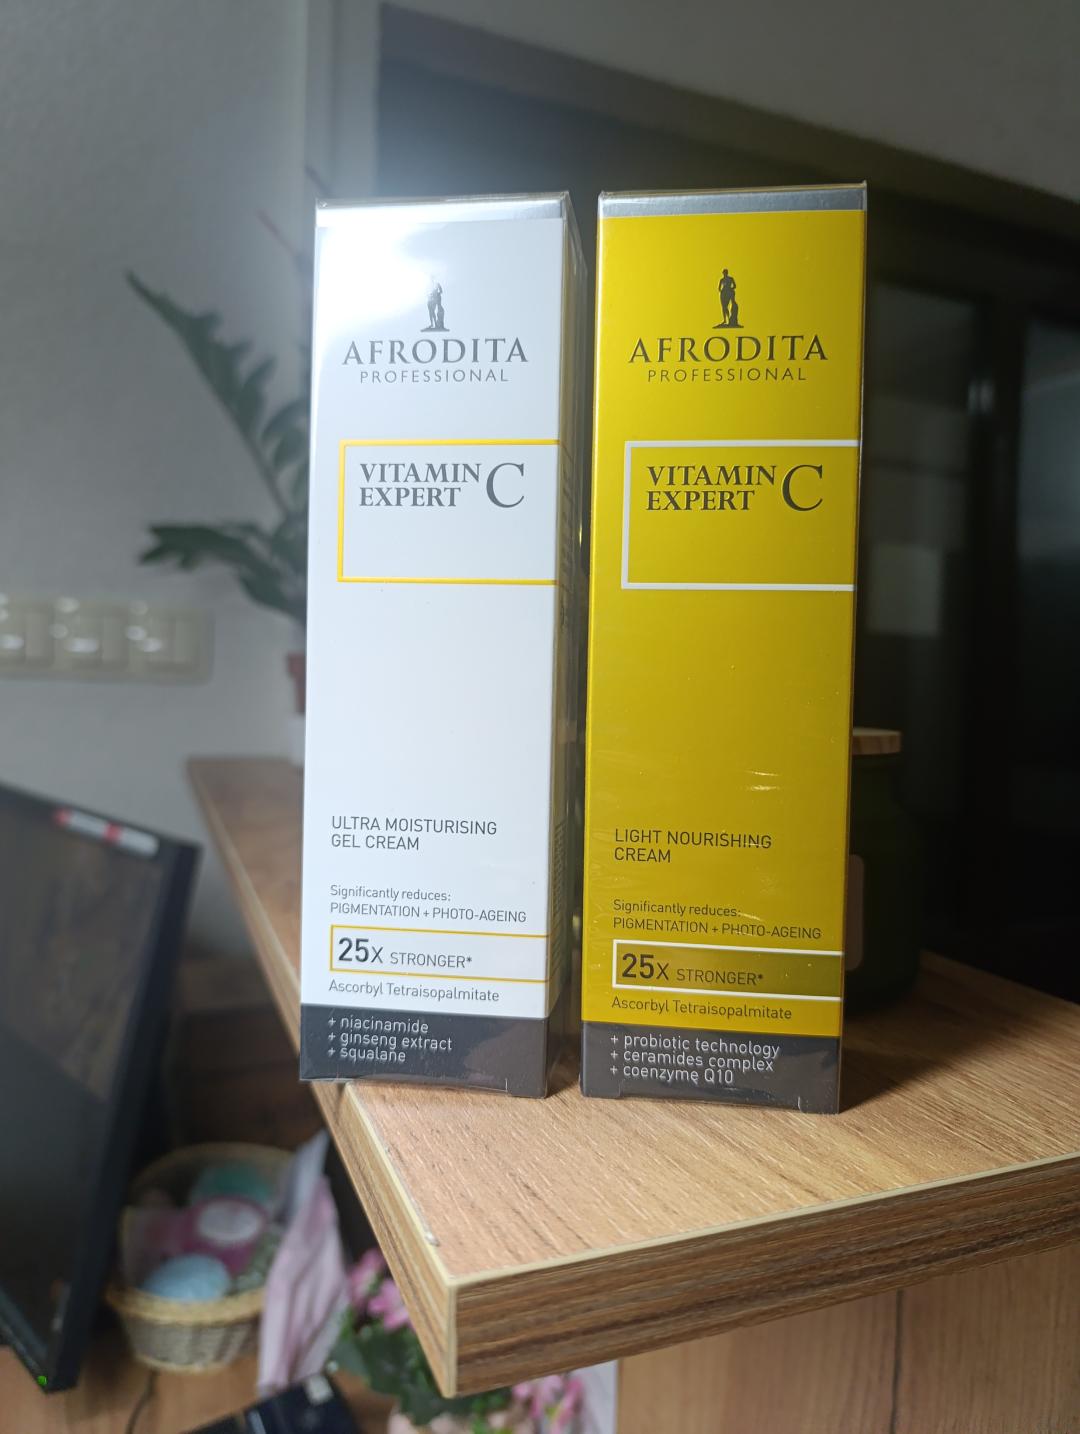 AFRODITA
PROFESSIONAL
VITAMIN C
EXPERT
ULTRA MOISTURISING
GEL CREAM
Significantly reduces:
PIGMENTATION + PHOTO-AGEING
25X STRONGER*
Ascorbyl Tetraisopalmitate
+ niacinamide
+ ginseng extract
+ squalane
AFRODITA
PROFESSIONAL
VITAMIN C
EXPERT
LIGHT NOURISHING
CREAM
Significantly reduces:
PIGMENTATION + PHOTO-AGEING
25X STRONGER*
Ascorbyl Tetraisopalmitate
+ probiotic technology
+ ceramides complex
+ coenzyme Q10